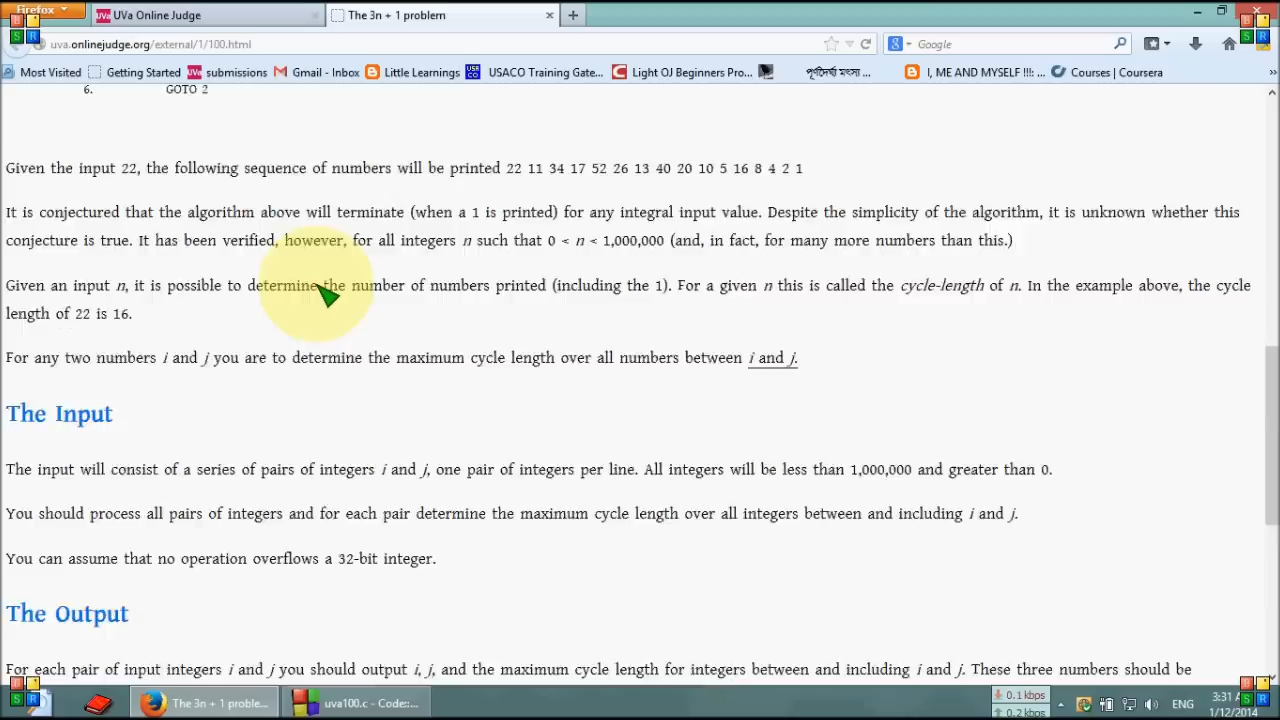 Firefox
UVa Online Judge
The 3n + 1 problem
uva.onlinejudge.org/external/1/100.html
Google
Most Visited
Getting Started
submissions
Gmail - Inbox
Little Learnings
USACO Training Gate...
Light OJ Beginners Pro...
পূর্ণদৈর্ঘ্য মৎস্য ...
I, ME AND MYSELF !!!: ...
Courses | Coursera
6. GOTO 2
Given the input 22, the following sequence of numbers will be printed 22 11 34 17 52 26 13 40 20 10 5 16 8 4 2 1
It is conjectured that the algorithm above will terminate (when a 1 is printed) for any integral input value. Despite the simplicity of the algorithm, it is unknown whether this
conjecture is true. It has been verified, however, for all integers n such that 0 < n < 1,000,000 (and, in fact, for many more numbers than this.)
Given an input n, it is possible to determine the number of numbers printed (including the 1). For a given n this is called the cycle-length of n. In the example above, the cycle
length of 22 is 16.
For any two numbers i and j you are to determine the maximum cycle length over all numbers between i and j.
The Input
The input will consist of a series of pairs of integers i and j, one pair of integers per line. All integers will be less than 1,000,000 and greater than 0.
You should process all pairs of integers and for each pair determine the maximum cycle length over all integers between and including i and j.
You can assume that no operation overflows a 32-bit integer.
The Output
For each pair of input integers i and j you should output i, j, and the maximum cycle length for integers between and including i and j. These three numbers should be
The 3n + 1 proble...
uva100.c - Code::...
0.1 kbps
0.2 kbps
ENG
3:31 AM
1/12/2014